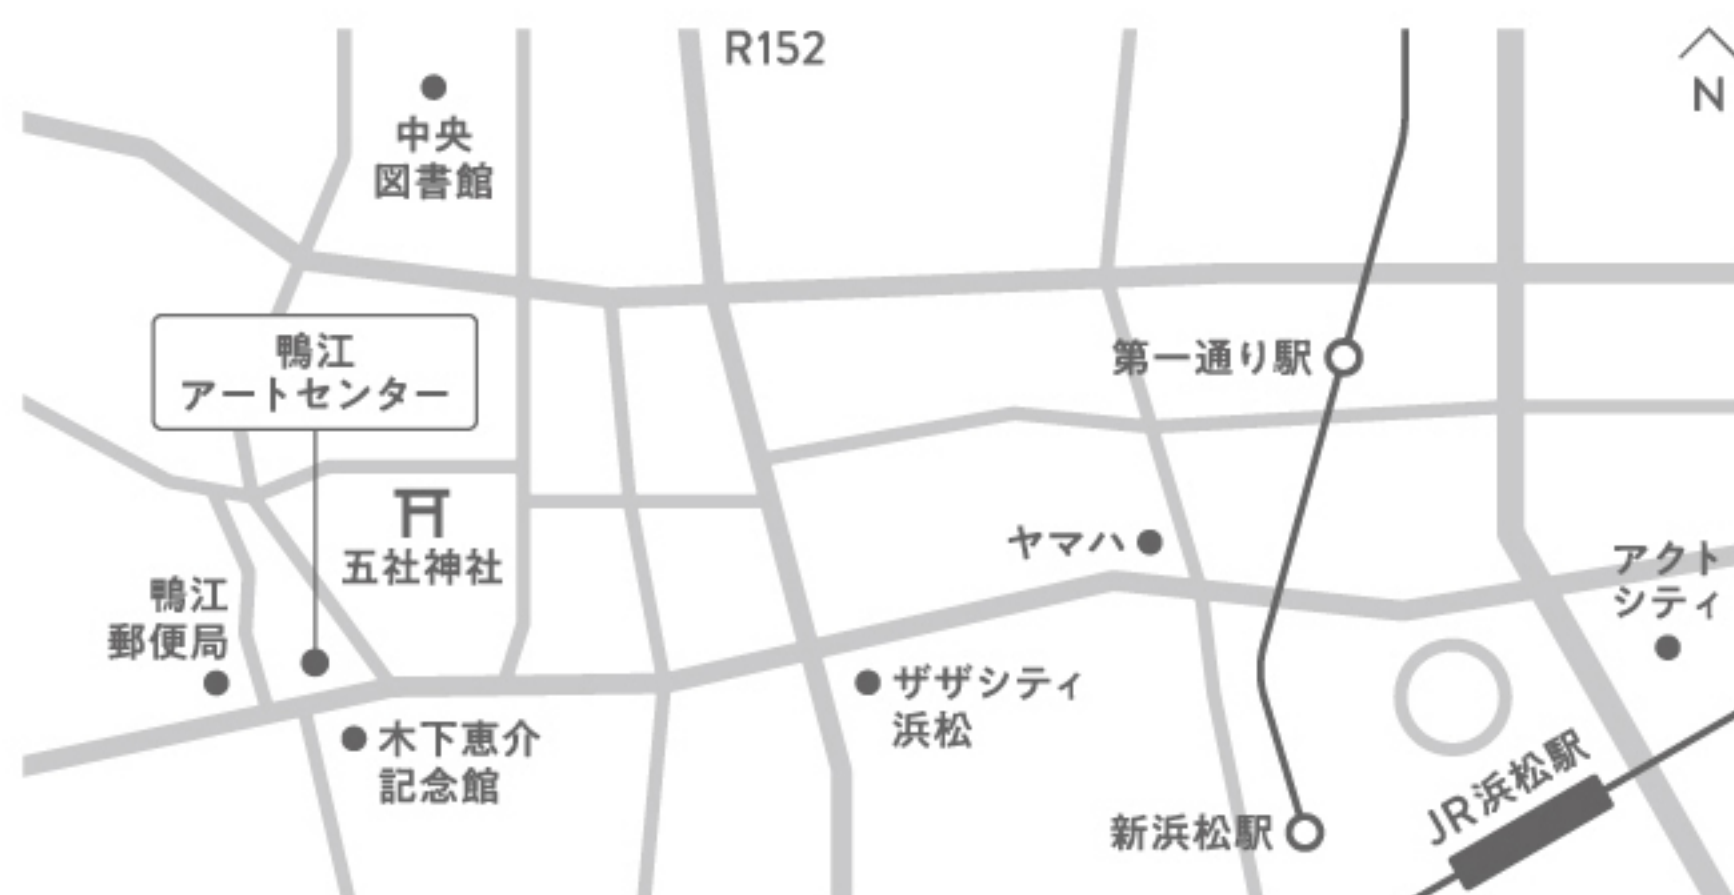 R152
N
中央
図書館
鴨江
アートセンター
第一通り駅
五社神社
ヤマハ
アクト
シティ
鴨江
郵便局
ザザシティ
浜松
木下恵介
記念館
JR浜松駅
新浜松駅